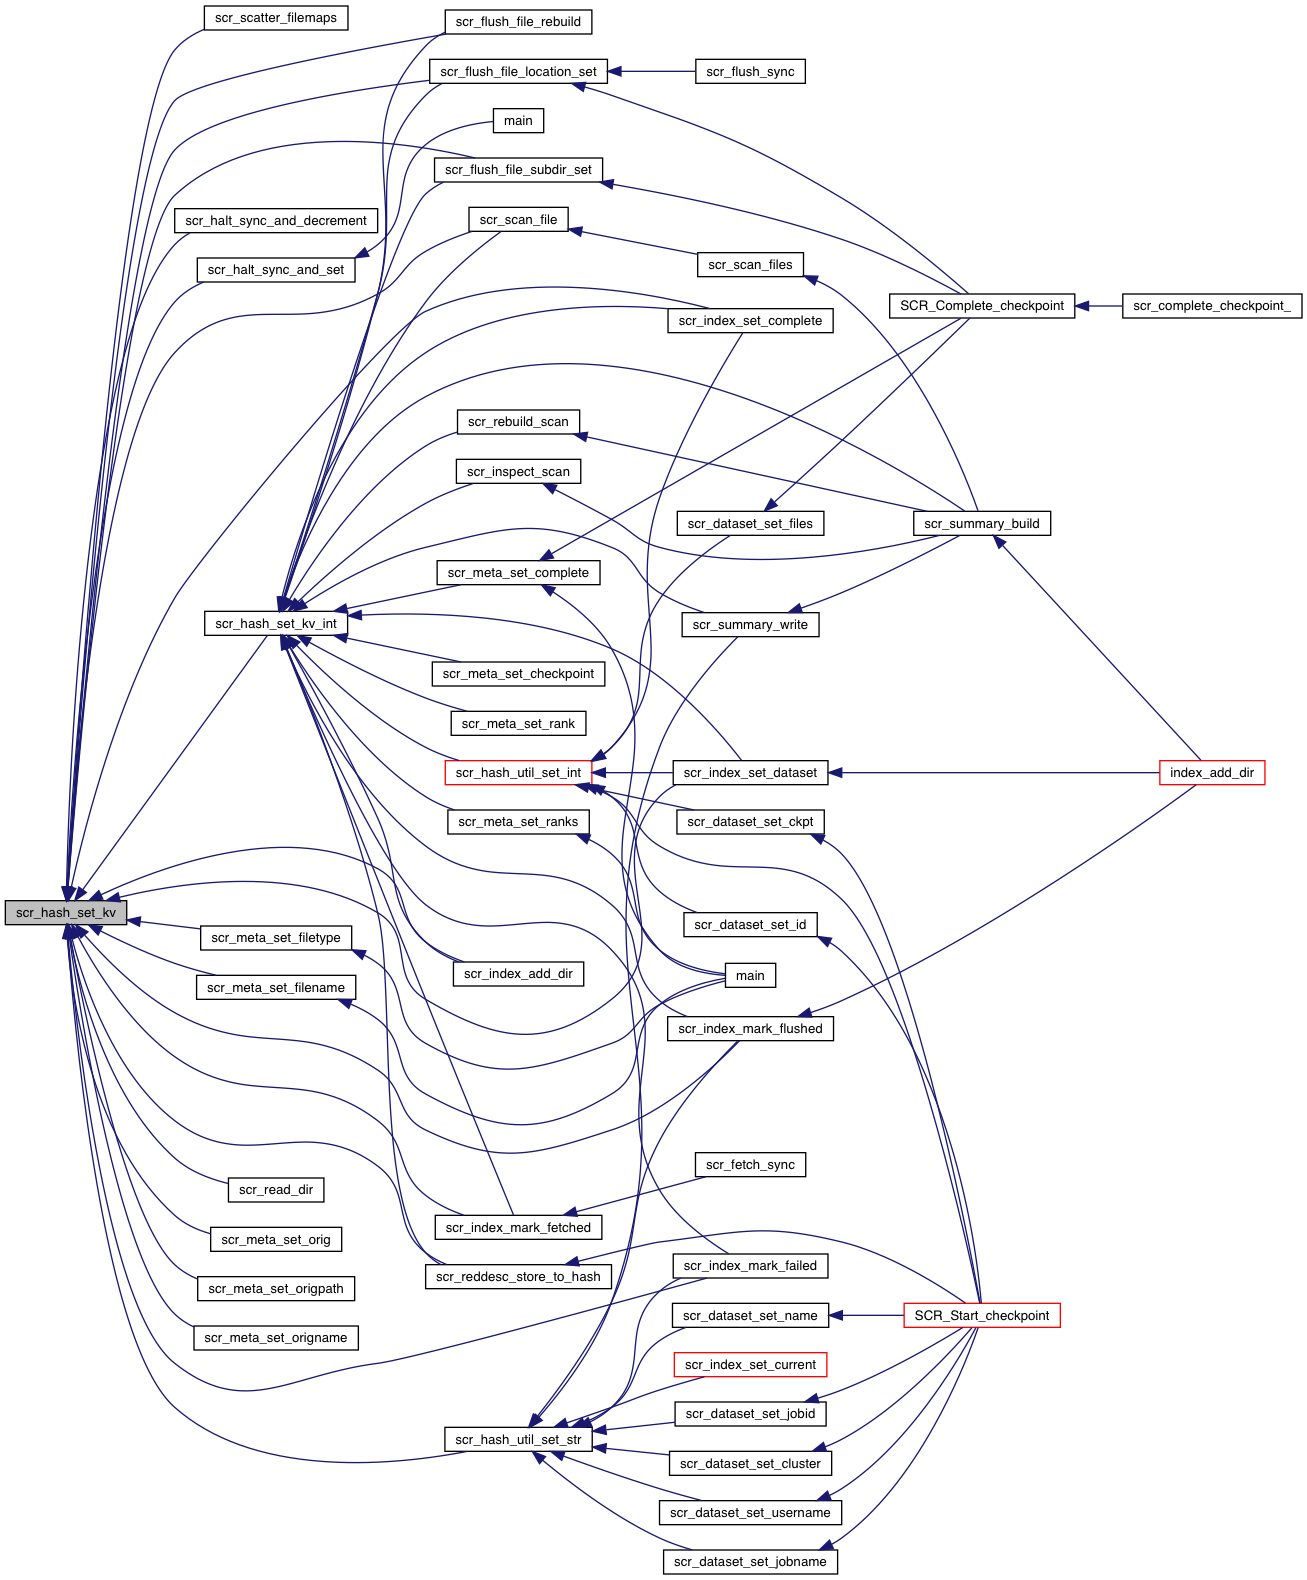 scr_scatter_filemaps
scr_flush_file_rebuild
scr_flush_file_location_set
scr_flush_sync
main
scr_flush_file_subdir_set
scr_halt_sync_and_decrement
scr_scan_file
scr_halt_sync_and_set
scr_scan_files
SCR_Complete_checkpoint
scr_complete_checkpoint_
scr_index_set_complete
scr_rebuild_scan
scr_inspect_scan
scr_dataset_set_files
scr_summary_build
scr_meta_set_complete
scr_hash_set_kv_int
scr_summary_write
scr_meta_set_checkpoint
scr_meta_set_rank
scr_hash_util_set_int
scr_index_set_dataset
index_add_dir
scr_meta_set_ranks
scr_dataset_set_ckpt
scr_hash_set_kv
scr_dataset_set_id
scr_meta_set_filetype
scr_index_add_dir
main
scr_meta_set_filename
scr_index_mark_flushed
scr_fetch_sync
scr_read_dir
scr_index_mark_fetched
scr_meta_set_orig
scr_index_mark_failed
scr_reddesc_store_to_hash
scr_meta_set_origpath
scr_dataset_set_name
SCR_Start_checkpoint
scr_meta_set_origname
scr_index_set_current
scr_dataset_set_jobid
scr_hash_util_set_str
scr_dataset_set_cluster
scr_dataset_set_username
scr_dataset_set_jobname